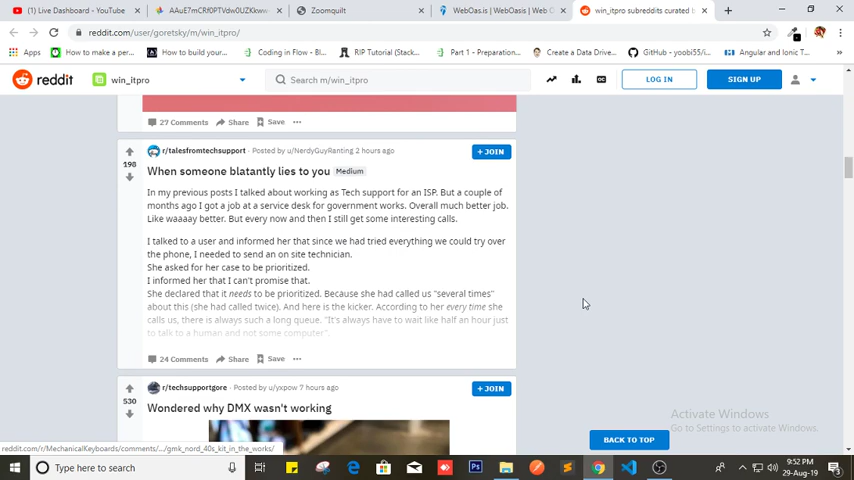 (1) Live Dashboard - YouTube
AAuE7mCRf0PTVdw0UZKkwwv
Zoomquilt
WebOas.is | WebOasis | Web O
win_itpro subreddits curated b
reddit.com/user/goretsky/m/win_itpro/
Apps
How to make a per...
How to build your...
Coding in Flow - Y...
RIP Tutorial (Stack...
Part 1 - Preparation...
Create a Data Drive...
GitHub - yoobi55/i...
Angular and Ionic T...
reddit
win_itpro
Search m/win_itpro
LOG IN
SIGN UP
27 Comments
Share
Save
198
r/talesfromtechsupport · Posted by u/NerdyGuyRanting 2 hours ago
+ JOIN
When someone blatantly lies to you Medium
In my previous posts I talked about working as Tech support for an ISP. But a couple of
months ago I got a job at a service desk for government works. Overall much better job.
Like waaaay better. But every now and then I still get some interesting calls.
I talked to a user and informed her that since we had tried everything we could try over
the phone, I needed to send an on site technician.
She asked for her case to be prioritized.
I informed her that I can't promise that.
She declared that it needs to be prioritized. Because she had called us "several times"
about this (she had called twice). And here is the kicker. According to her every time she
calls us, there is always such a long queue. "It's always have to wait like half an hour just
to talk to a human and not some computer".
24 Comments
Share
Save
530
r/techsupportgore · Posted by u/yxpow 7 hours ago
+ JOIN
Wondered why DMX wasn't working
Activate Windows
Go to Settings to activate Windows.
BACK TO TOP
reddit.com/r/MechanicalKeyboards/comments/.../gmk_nord_40s_kit_in_the_works/
Type here to search
Ps
9:52 PM
29-Aug-19
3